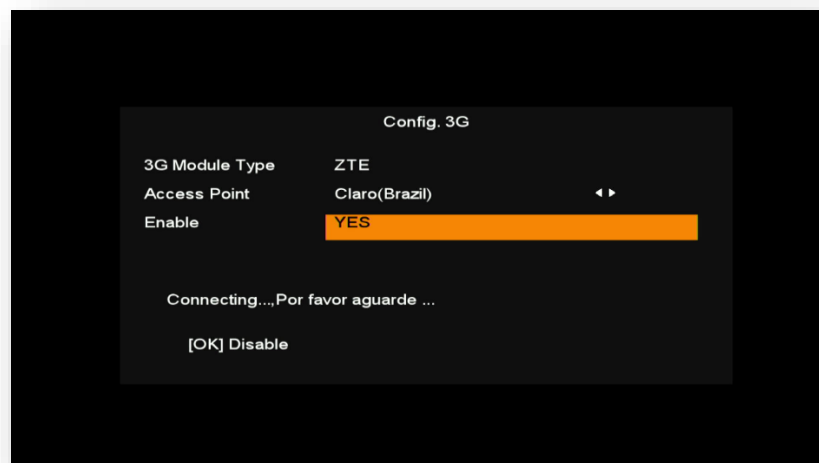 Config. 3G
3G Module Type ZTE
Access Point Claro(Brazil)
Enable YES
Connecting...,Por favor aguarde ...
[OK] Disable